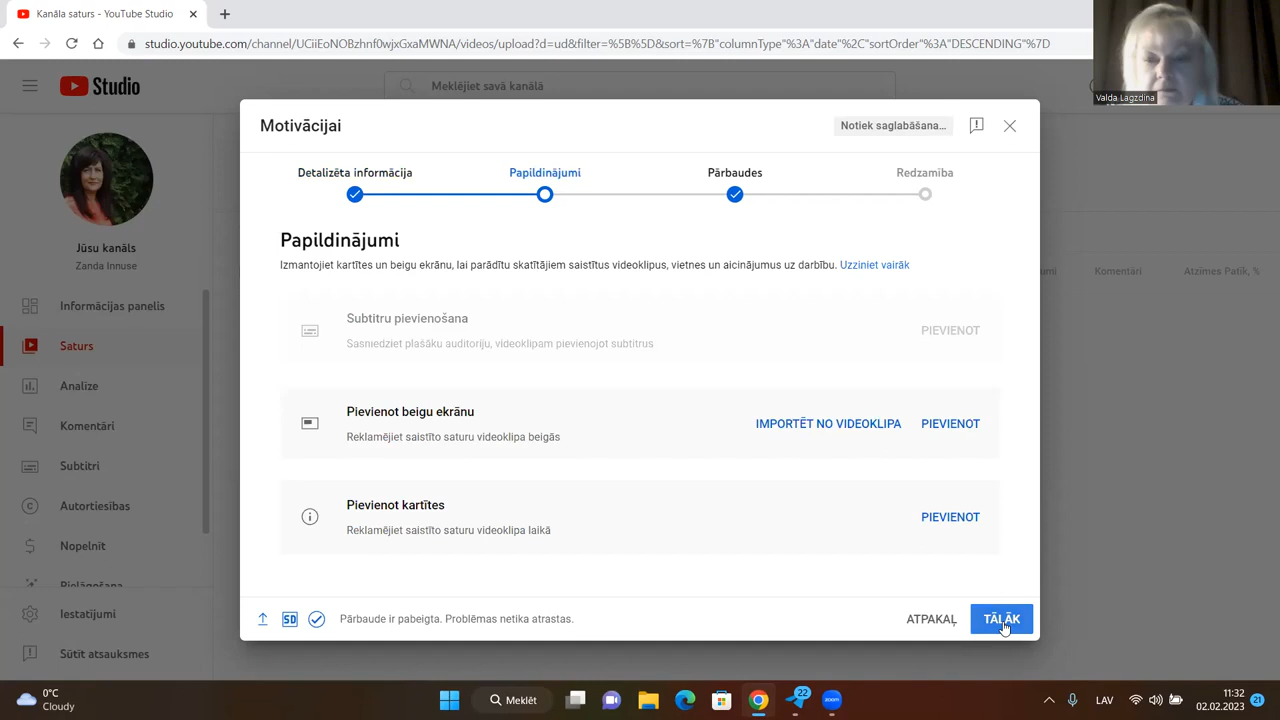 Kanāla saturs - YouTube Studio
studio.youtube.com/channel/UCiiEoNOBzhnf0wjxGxaMWNA/videos/upload?d=ud&filter=%5B%5D&sort=%7B"columnType"%3A"date"%2C"sortOrder"%3A"DESCENDING"%7D
Valda Lagzdina
Studio
Meklējiet savā kanālā
Motivācijai
Notiek saglabāšana…
Detalizēta informācija
Papildinājumi
Pārbaudes
Redzamība
Papildinājumi
Izmantojiet kartītes un beigu ekrānu, lai parādītu skatītājiem saistītus videoklipus, vietnes un aicinājumus uz darbību. Uzziniet vairāk
Subtitru pievienošana
Sasniedziet plašāku auditoriju, videoklipam pievienojot subtitrus
PIEVIENOT
Pievienot beigu ekrānu
Reklamējiet saistīto saturu videoklipa beigās
IMPORTĒT NO VIDEOKLIPA
PIEVIENOT
Pievienot kartītes
Reklamējiet saistīto saturu videoklipa laikā
PIEVIENOT
SD
Pārbaude ir pabeigta. Problēmas netika atrastas.
ATPAKAĻ
TĀLĀK
Jūsu kanāls
Zanda Innuse
Informācijas panelis
Saturs
Analīze
Komentāri
Subtitri
Autortiesības
Nopelnīt
Pielāgošana
Iestatījumi
Sūtīt atsauksmes
Komentāri
Atzīmes Patīk, %
0°C
Cloudy
Meklēt
22
zoom
LAV
11:32
02.02.2023
21